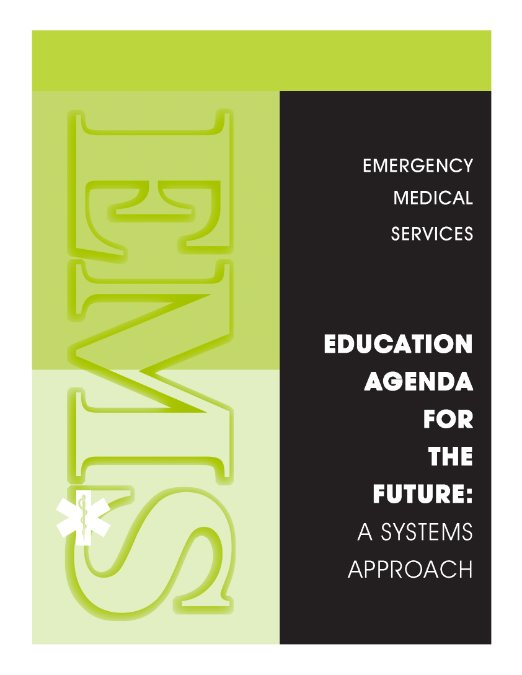 EMS
EMERGENCY
MEDICAL
SERVICES
EDUCATION
AGENDA
FOR
THE
FUTURE:
A SYSTEMS
APPROACH